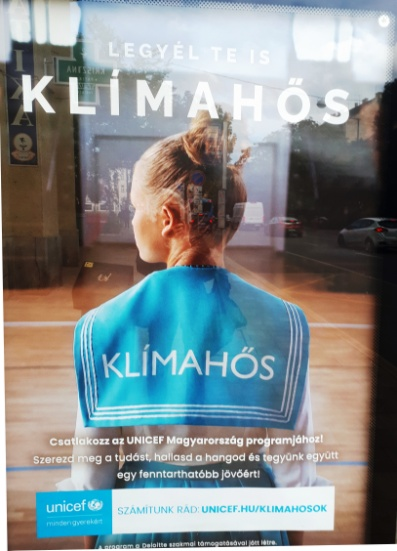 LEGYÉL TE IS
KLÍMAHŐS
KLÍMAHŐS
Csatlakozz az UNICEF Magyarország programjához!
Szerezd meg a tudást, hallasd a hangod és tegyünk együtt
egy fenntarthatóbb jövőért!
unicef
minden gyerekért
SZÁMÍTUNK RÁD: UNICEF.HU/KLIMAHOSOK
A program a Deloitte szakmai támogatásával jött létre.